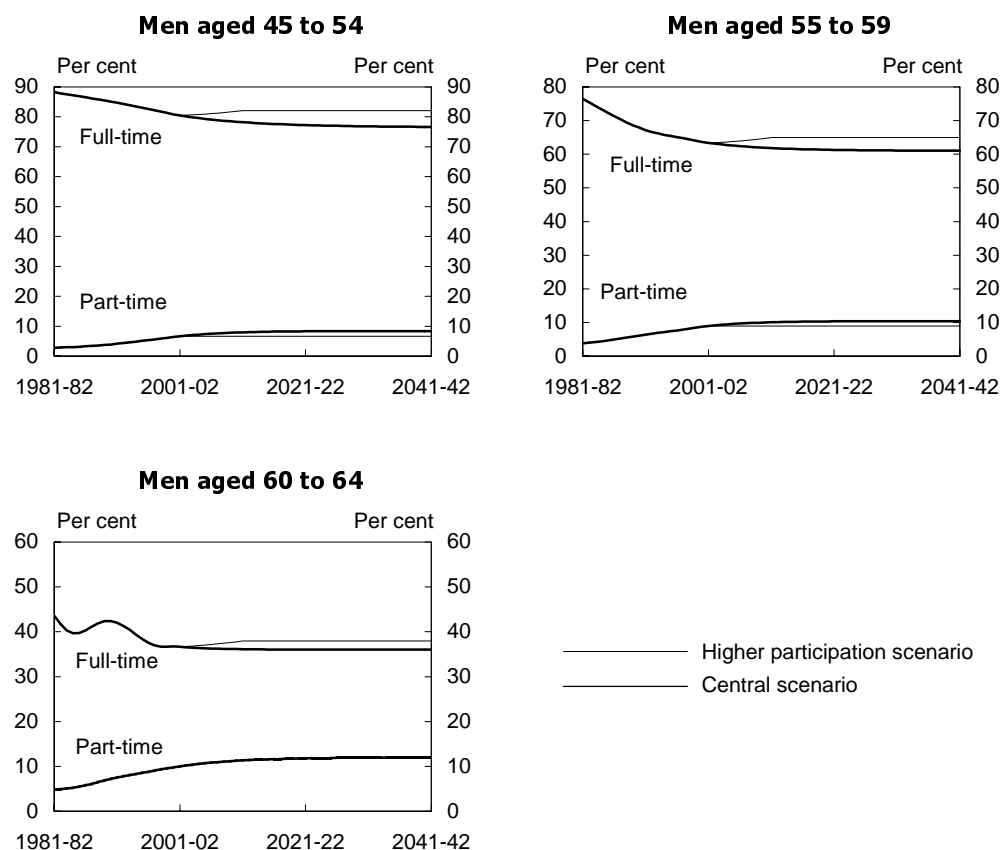 Men aged 45 to 54
Per cent Per cent
90 90
80 80
70 Full-time 70
60 60
50 50
40 40
30 30
20 Part-time 20
10 10
0 0
1981-82 2001-02 2021-22 2041-42
Men aged 55 to 59
Per cent Per cent
80 80
70 70
60 60
Full-time
50 50
40 40
30 30
20 20
Part-time
10 10
0 0
1981-82 2001-02 2021-22 2041-42
Men aged 60 to 64
Per cent Per cent
60 60
50 50
40 40
Full-time
30 30
20 20
Part-time
10 10
0 0
1981-82 2001-02 2021-22 2041-42
Higher participation scenario
Central scenario